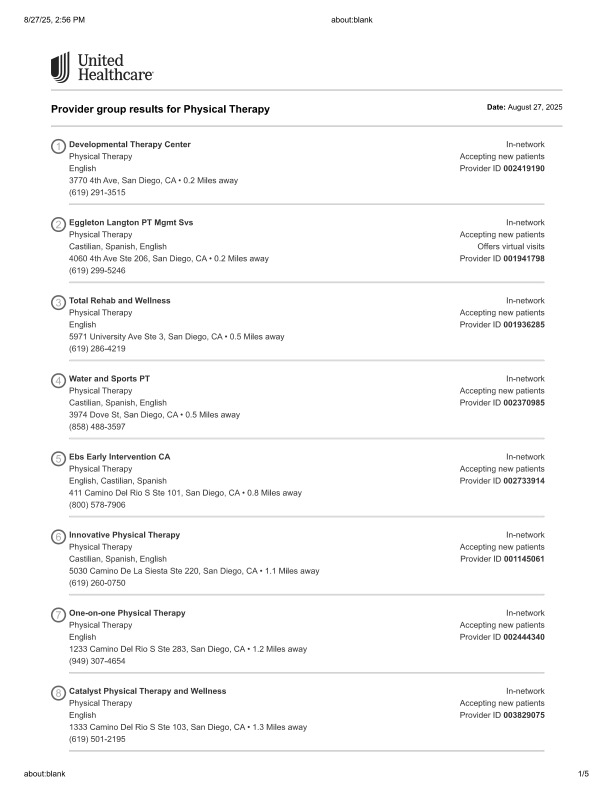 8/27/25, 2:56 PM about:blank
United
Healthcare
Provider group results for Physical Therapy Date: August 27, 2025
1 Developmental Therapy Center In-network
Physical Therapy Accepting new patients
English Provider ID 002419190
3770 4th Ave, San Diego, CA • 0.2 Miles away
(619) 291-3515
2 Eggleton Langton PT Mgmt Svs In-network
Physical Therapy Accepting new patients
Castilian, Spanish, English Offers virtual visits
4060 4th Ave Ste 206, San Diego, CA • 0.2 Miles away Provider ID 001941798
(619) 299-5246
3 Total Rehab and Wellness In-network
Physical Therapy Accepting new patients
English Provider ID 001936285
5971 University Ave Ste 3, San Diego, CA • 0.5 Miles away
(619) 286-4219
4 Water and Sports PT In-network
Physical Therapy Accepting new patients
Castilian, Spanish, English Provider ID 002370985
3974 Dove St, San Diego, CA • 0.5 Miles away
(858) 488-3597
5 Ebs Early Intervention CA In-network
Physical Therapy Accepting new patients
English, Castilian, Spanish Provider ID 002733914
411 Camino Del Rio S Ste 101, San Diego, CA • 0.8 Miles away
(800) 578-7906
6 Innovative Physical Therapy In-network
Physical Therapy Accepting new patients
Castilian, Spanish, English Provider ID 001145061
5030 Camino De La Siesta Ste 220, San Diego, CA • 1.1 Miles away
(619) 260-0750
7 One-on-one Physical Therapy In-network
Physical Therapy Accepting new patients
English Provider ID 002444340
1233 Camino Del Rio S Ste 283, San Diego, CA • 1.2 Miles away
(949) 307-4654
8 Catalyst Physical Therapy and Wellness In-network
Physical Therapy Accepting new patients
English Provider ID 003829075
1333 Camino Del Rio S Ste 103, San Diego, CA • 1.3 Miles away
(619) 501-2195
about:blank 1/5